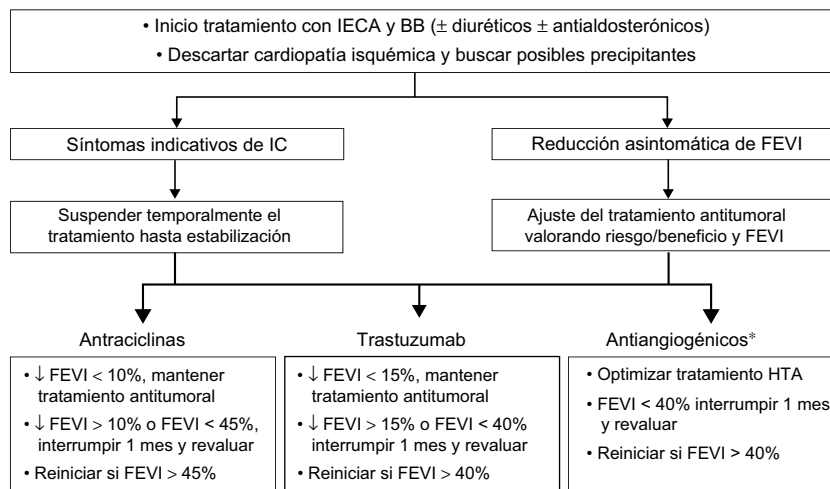 • Inicio tratamiento con IECA y BB (± diuréticos ± antialdosterónicos)
• Descartar cardiopatía isquémica y buscar posibles precipitantes
Síntomas indicativos de IC
Reducción asintomática de FEVI
Suspender temporalmente el
tratamiento hasta estabilización
Ajuste del tratamiento antitumoral
valorando riesgo/beneficio y FEVI
Antraciclinas
• ↓ FEVI < 10%, mantener
tratamiento antitumoral
• ↓ FEVI > 10% o FEVI < 45%,
interrumpir 1 mes y revaluar
• Reiniciar si FEVI > 45%
Trastuzumab
• ↓ FEVI < 15%, mantener
tratamiento antitumoral
• ↓ FEVI > 15% o FEVI < 40%
interrumpir 1 mes y revaluar
• Reiniciar si FEVI > 40%
Antiangiogénicos*
• Optimizar tratamiento HTA
• FEVI < 40% interrumpir 1 mes
y revaluar
• Reiniciar si FEVI > 40%